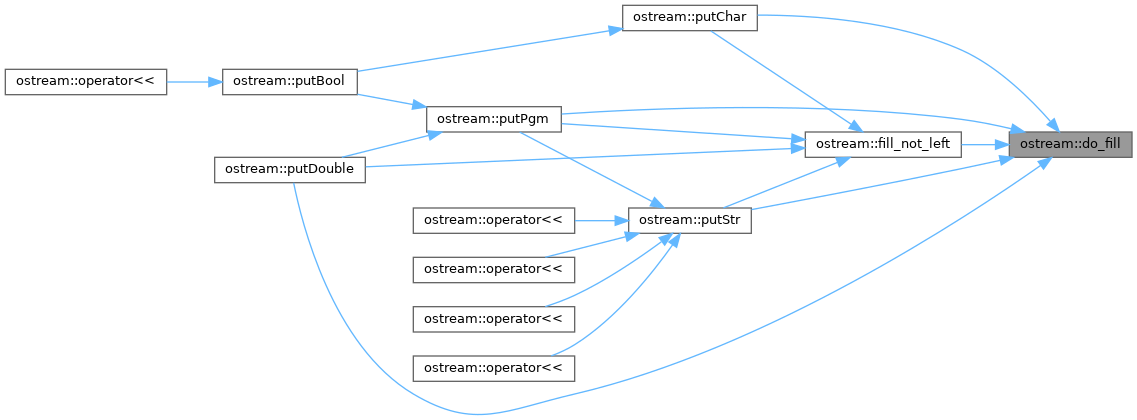 ostream::putChar
ostream::operator<<
ostream::putBool
ostream::putPgm
ostream::fill_not_left
ostream::do_fill
ostream::putDouble
ostream::operator<<
ostream::putStr
ostream::operator<<
ostream::operator<<
ostream::operator<<